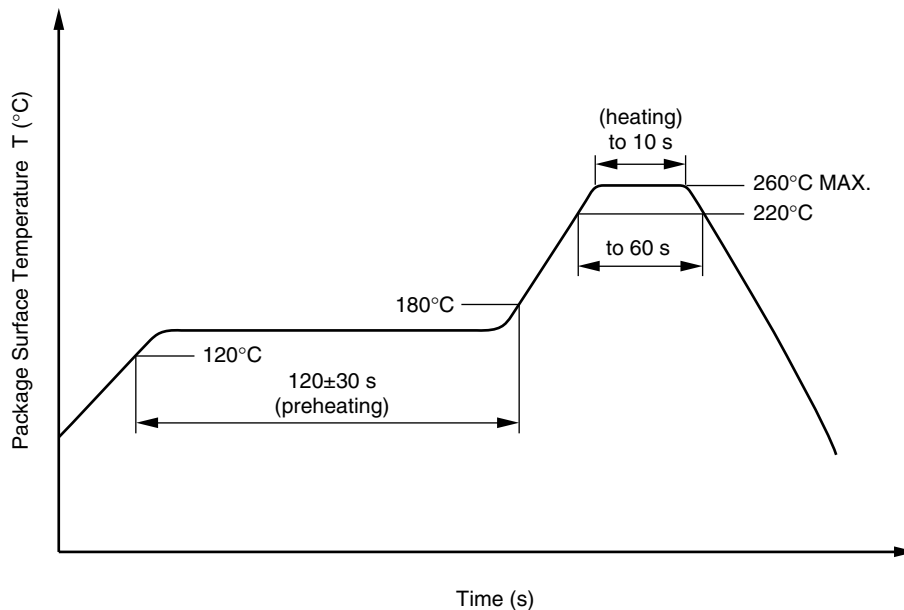 Package Surface Temperature T (°C)
(heating)
to 10 s
260°C MAX.
220°C
to 60 s
180°C
120°C
120±30 s
(preheating)
Time (s)